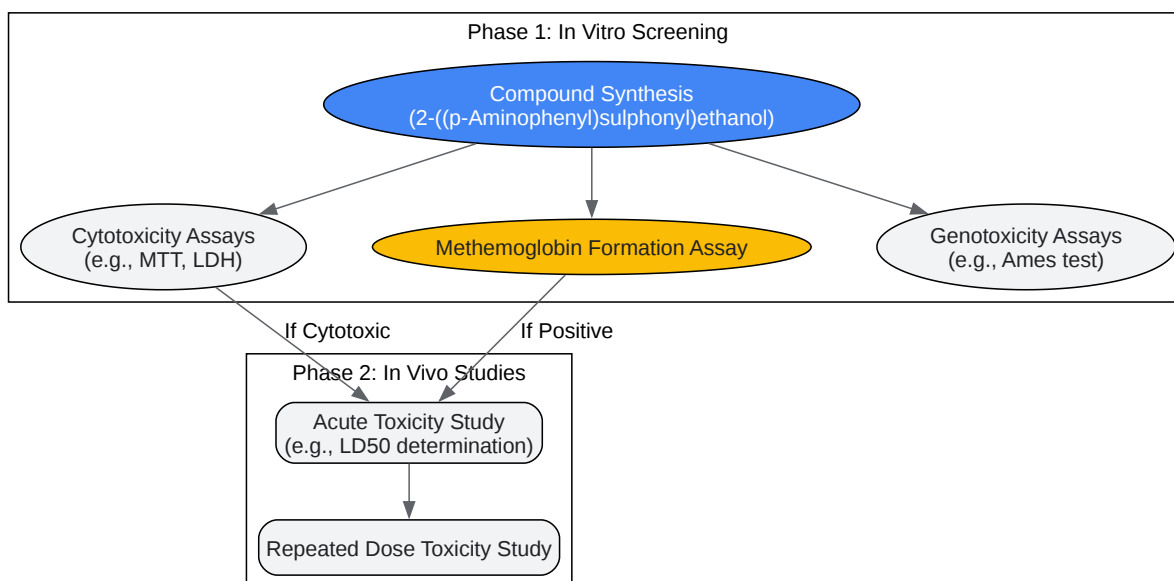 Phase 1: In Vitro Screening
Compound Synthesis
(2-((p-Aminophenyl)sulphonyl)ethanol)
Cytotoxicity Assays
(e.g., MTT, LDH)
Methemoglobin Formation Assay
Genotoxicity Assays
(e.g., Ames test)
If Cytotoxic
If Positive
Phase 2: In Vivo Studies
Acute Toxicity Study
(e.g., LD50 determination)
Repeated Dose Toxicity Study